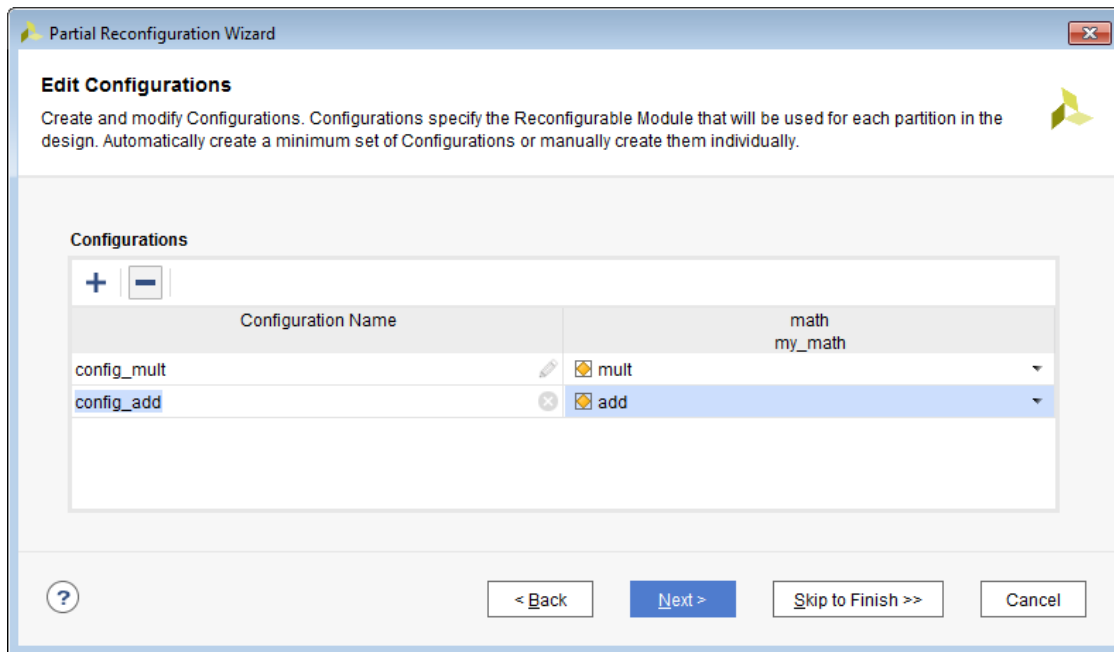 Partial Reconfiguration Wizard
Edit Configurations
Create and modify Configurations. Configurations specify the Reconfigurable Module that will be used for each partition in the
design. Automatically create a minimum set of Configurations or manually create them individually.
Configurations
Configuration Name
math
my_math
config_mult
mult
config_add
add
?
< Back
Next >
Skip to Finish >>
Cancel